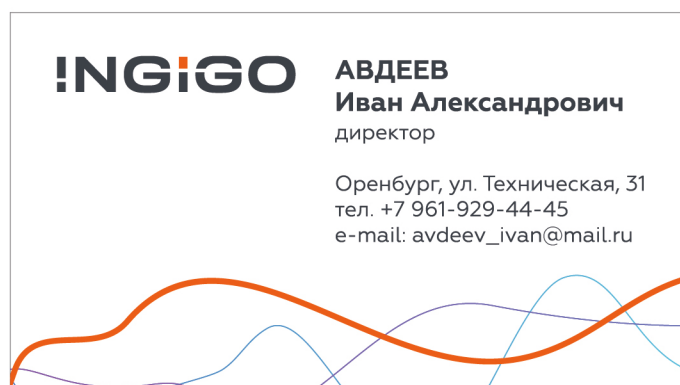 INGIGO
АВДЕЕВ
Иван Александрович
директор
Оренбург, ул. Техническая, 31
тел. +7 961-929-44-45
e-mail: avdeev_ivan@mail.ru